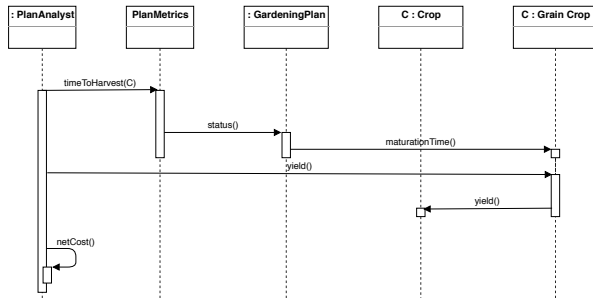 : PlanAnalyst
PlanMetrics
: GardeningPlan
C : Crop
C : Grain Crop
timeToHarvest(C)
status()
maturationTime()
yield()
yield()
netCost()